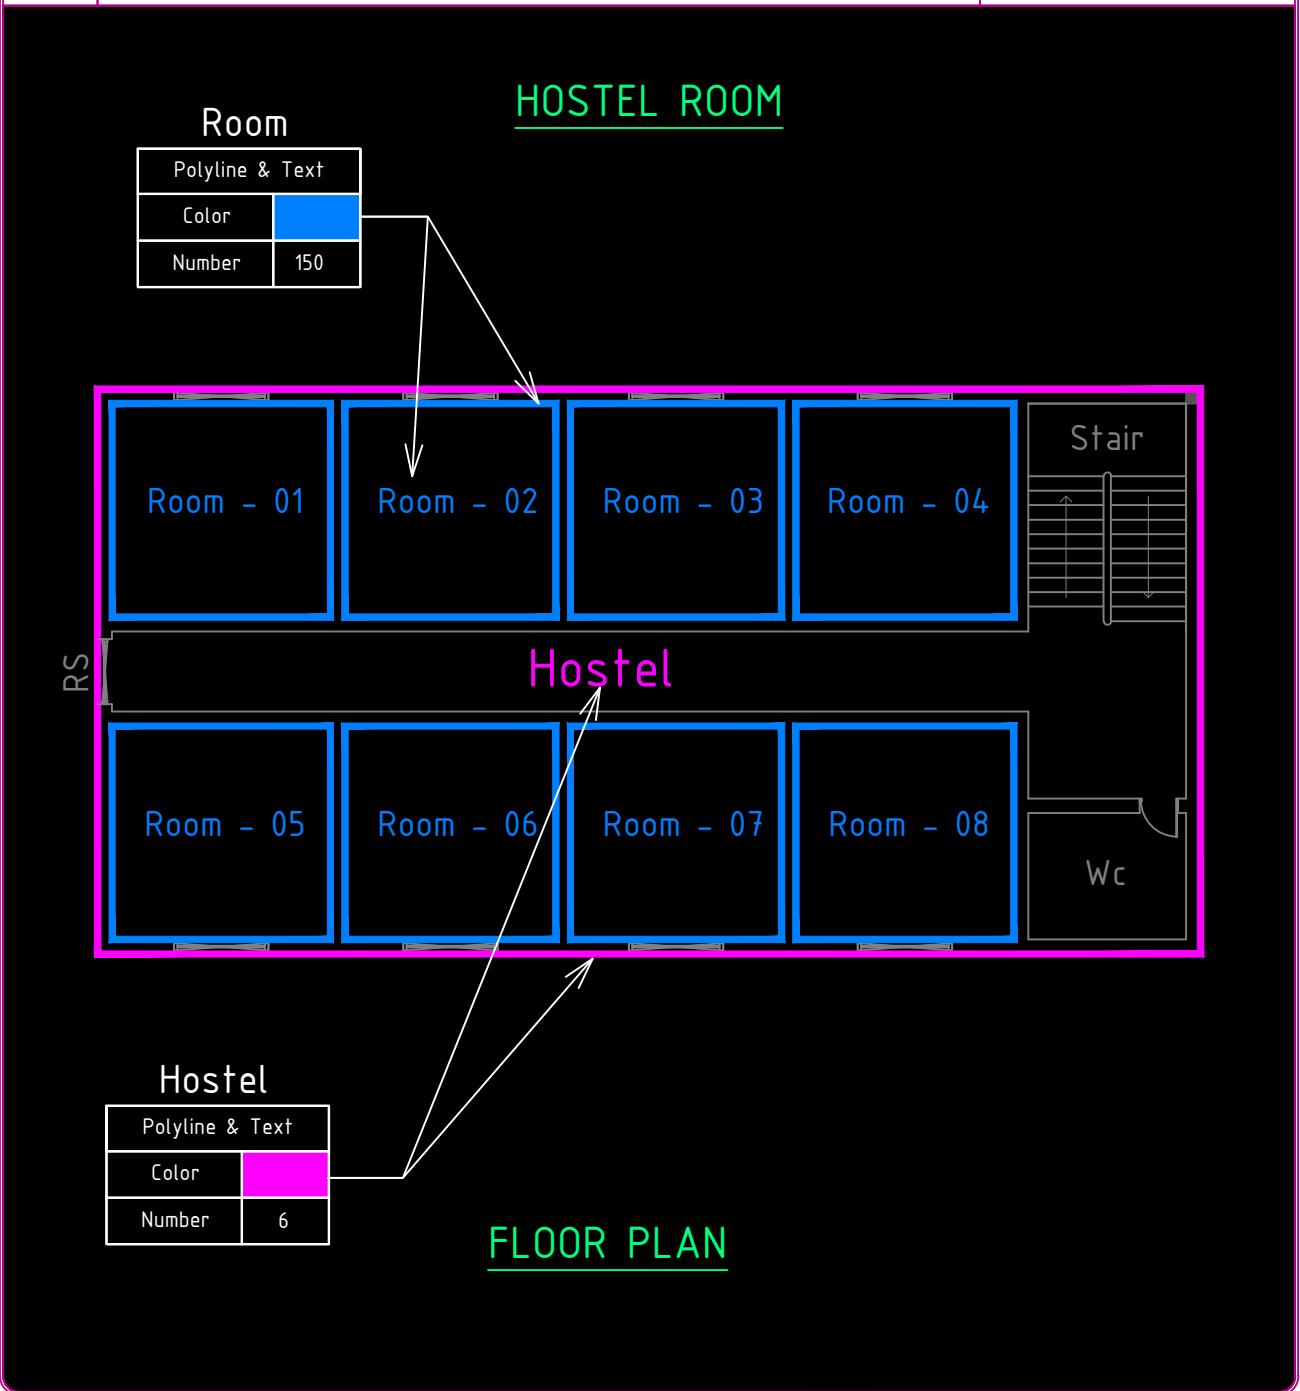 HOSTEL ROOM
Room
Polyline & Text
Color
Number 150
Room - 01 Room - 02 Room - 03 Room - 04
Stair
RS
Hostel
Room - 05 Room - 06 Room - 07 Room - 08
Wc
Hostel
Polyline & Text
Color
Number 6
FLOOR PLAN